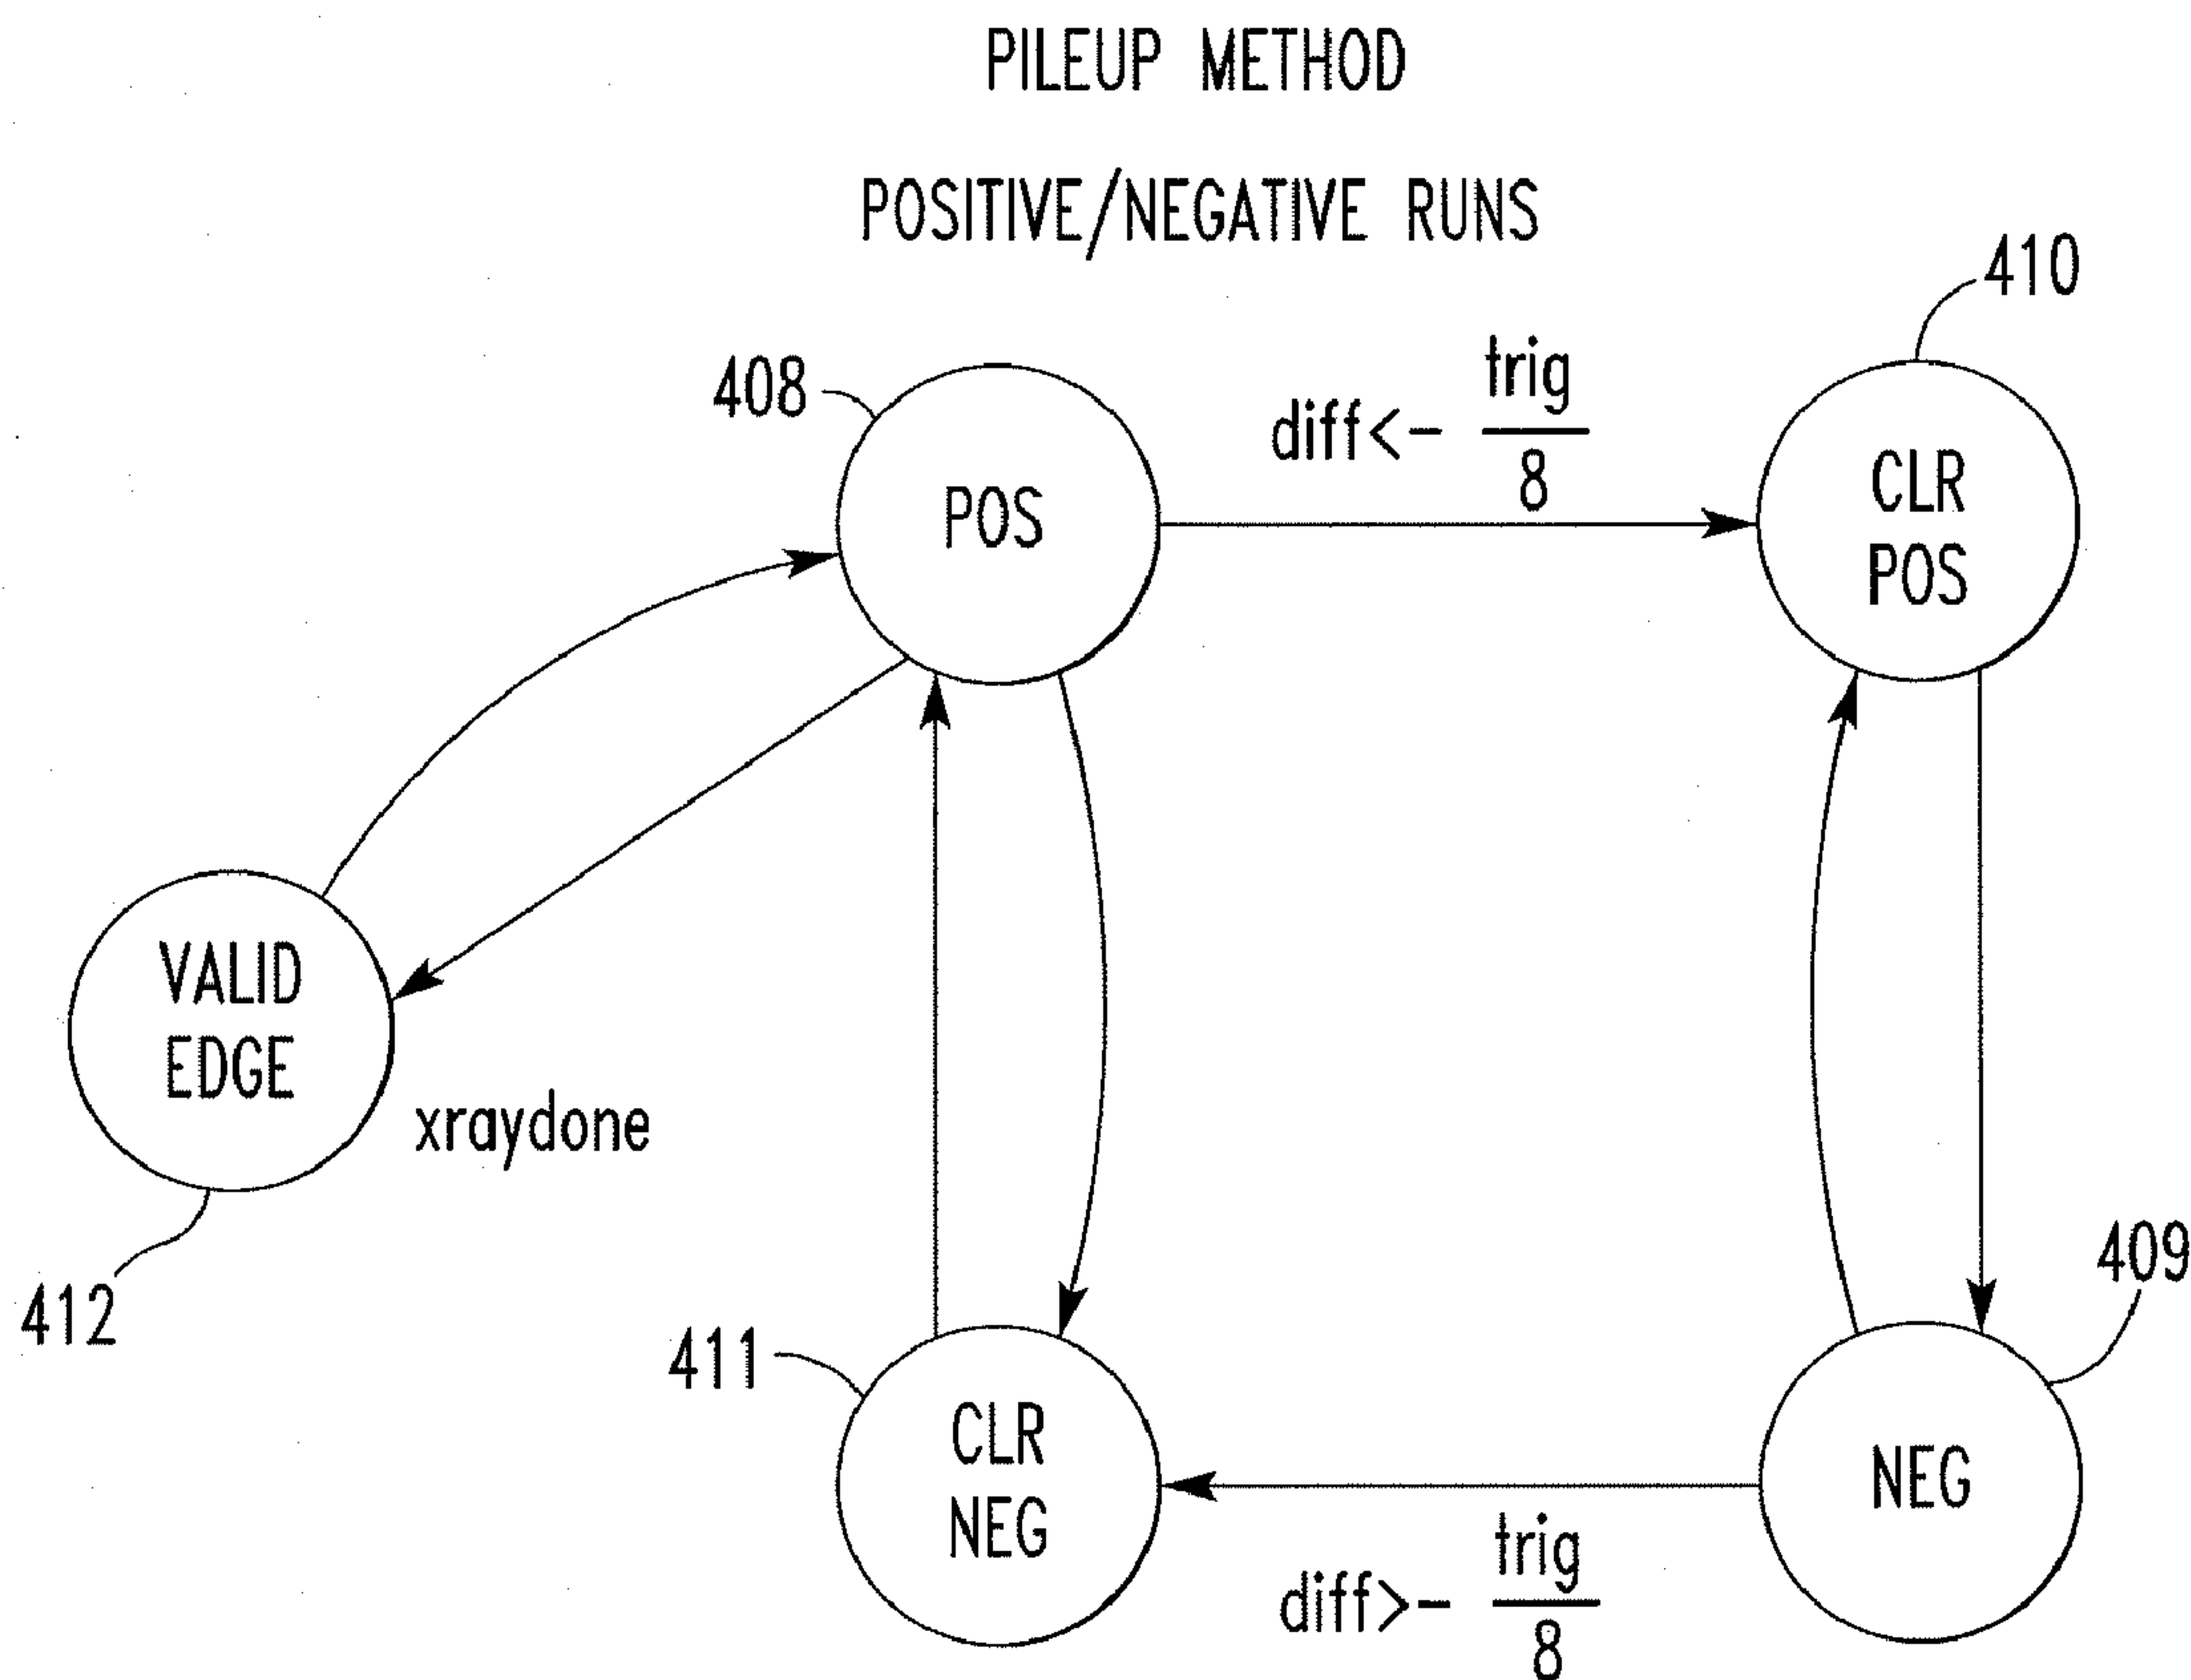 PILEUP METHOD
POSITIVE/NEGATIVE RUNS
410
408
diff<- trig/8
POS
CLR
POS
VALID
EDGE
xraydone
412
409
411
CLR
NEG
NEG
diff>- trig/8